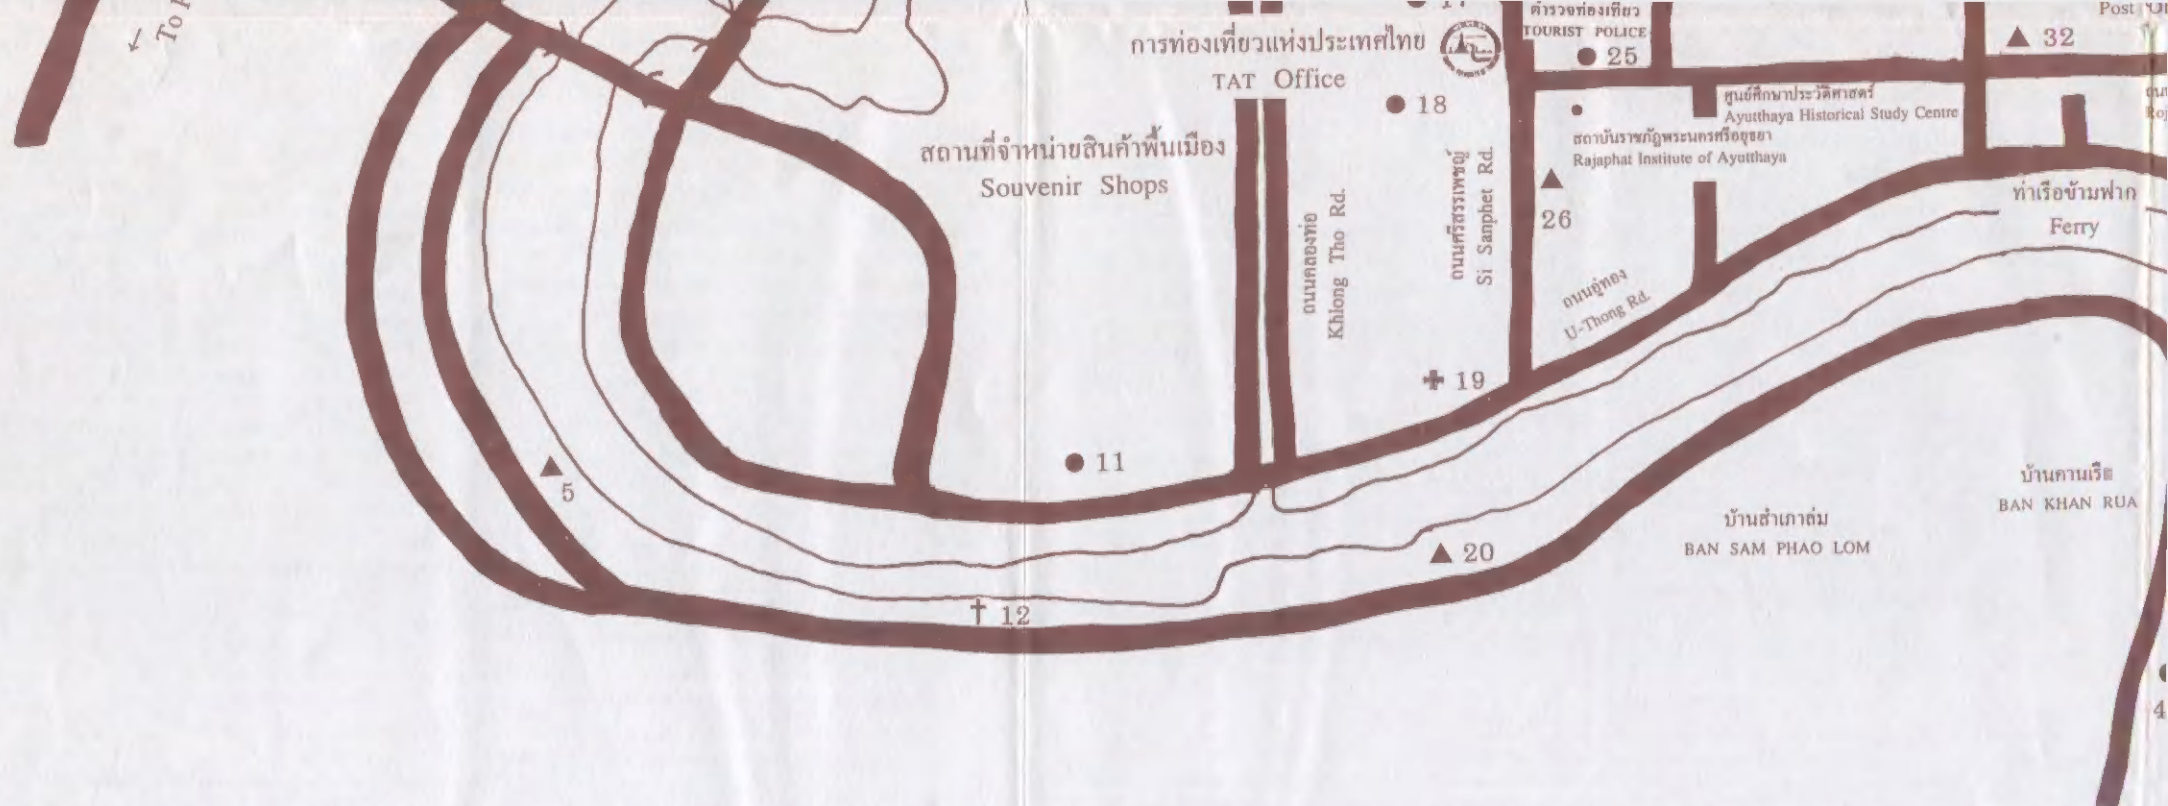 ตำรวจท่องเที่ยว
TOURIST POLICE
25
Post
32
การท่องเที่ยวแห่งประเทศไทย
TAT Office
18
ศูนย์ศึกษาประวัติศาสตร์
Ayutthaya Historical Study Centre
สถาบันราชภัฏพระนครศรีอยุธยา
Rajaphat Institute of Ayutthaya
26
สถานที่จำหน่ายสินค้าพื้นเมือง
Souvenir Shops
ถนนคลองท่อ
Khlong Tho Rd.
ถนนศรีสรรเพชญ์
Si Sanphet Rd.
ท่าเรือข้ามฟาก
Ferry
ถนนอู่ทอง
U-Thong Rd.
19
11
5
20
12
บ้านสำเภาล่ม
BAN SAM PHAO LOM
บ้านคานเรือ
BAN KHAN RUA
To
4